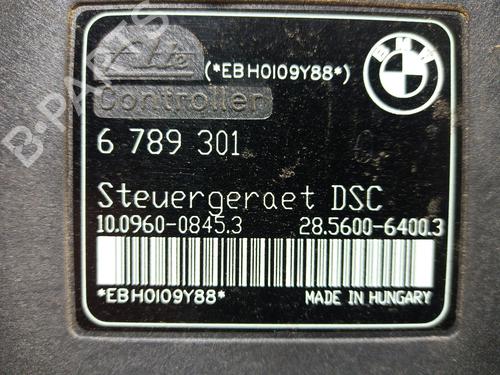 Ate (*EBH0109Y88*) BMW
Controller
6 789 301
Steuergeraet DSC
10.0960-0845.3 28.5600-6400.3
*EBH0109Y88* MADE IN HUNGARY
B-PARTS